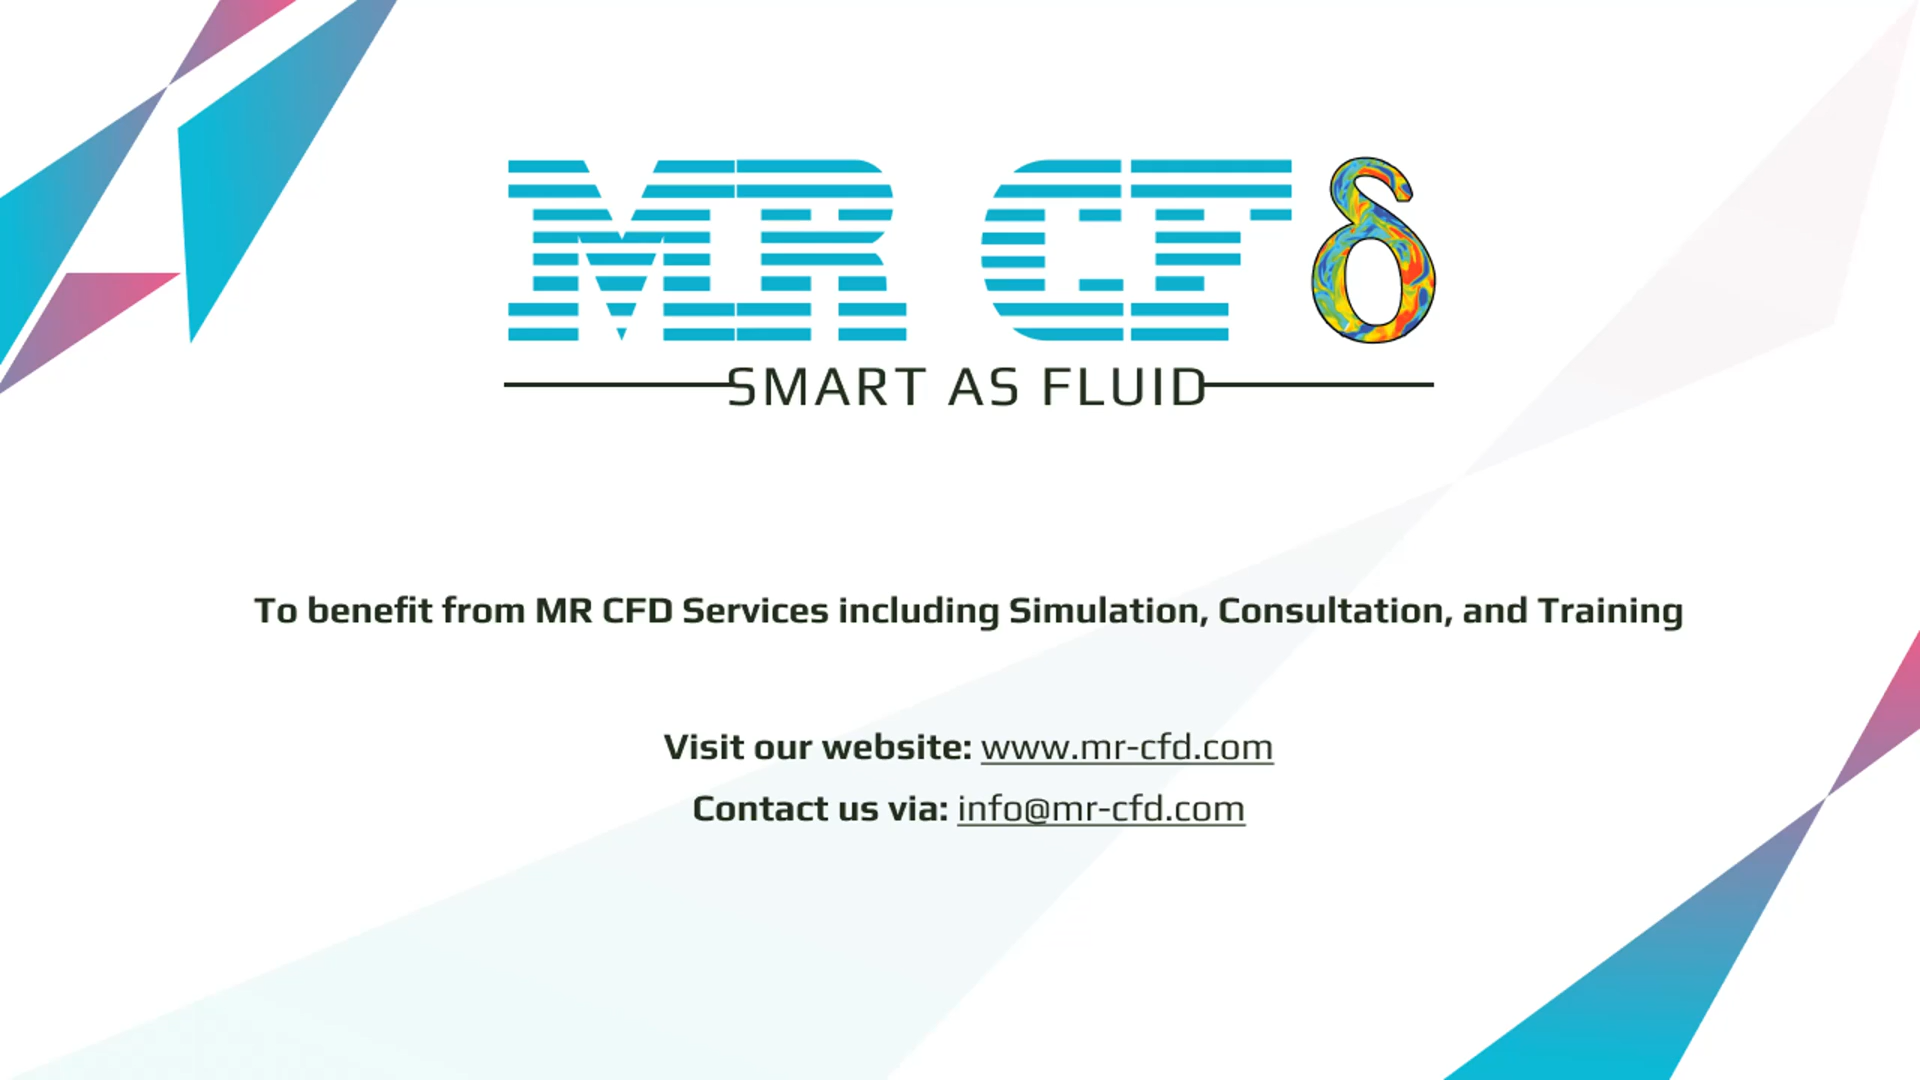 MR CFδ
SMART AS FLUID
To benefit from MR CFD Services including Simulation, Consultation, and Training
Visit our website: www.mr-cfd.com
Contact us via: info@mr-cfd.com